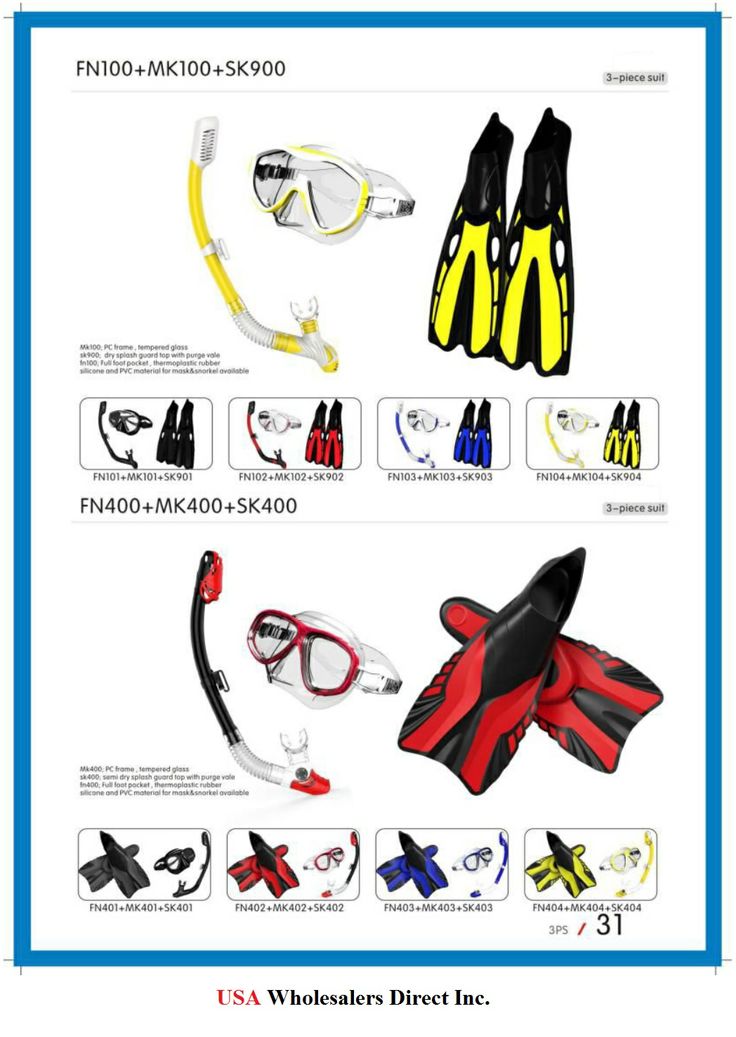 FN100+MK100+SK900
3-piece suit
Mk100; PC frame , tempered glass
sk900; dry splash guard top with purge vale
fn100; Full foot pocket , thermoplastic rubber
silicone and PVC material for mask&snorkel available
FN101+MK101+SK901
FN102+MK102+SK902
FN103+MK103+SK903
FN104+MK104+SK904
FN400+MK400+SK400
3-piece suit
Mk400; PC frame , tempered glass
sk400; semi dry splash guard top with purge vale
fn400; Full foot pocket , thermoplastic rubber
silicone and PVC material for mask&snorkel available
FN401+MK401+SK401
FN402+MK402+SK402
FN403+MK403+SK403
FN404+MK404+SK404
3PS / 31
USA Wholesalers Direct Inc.